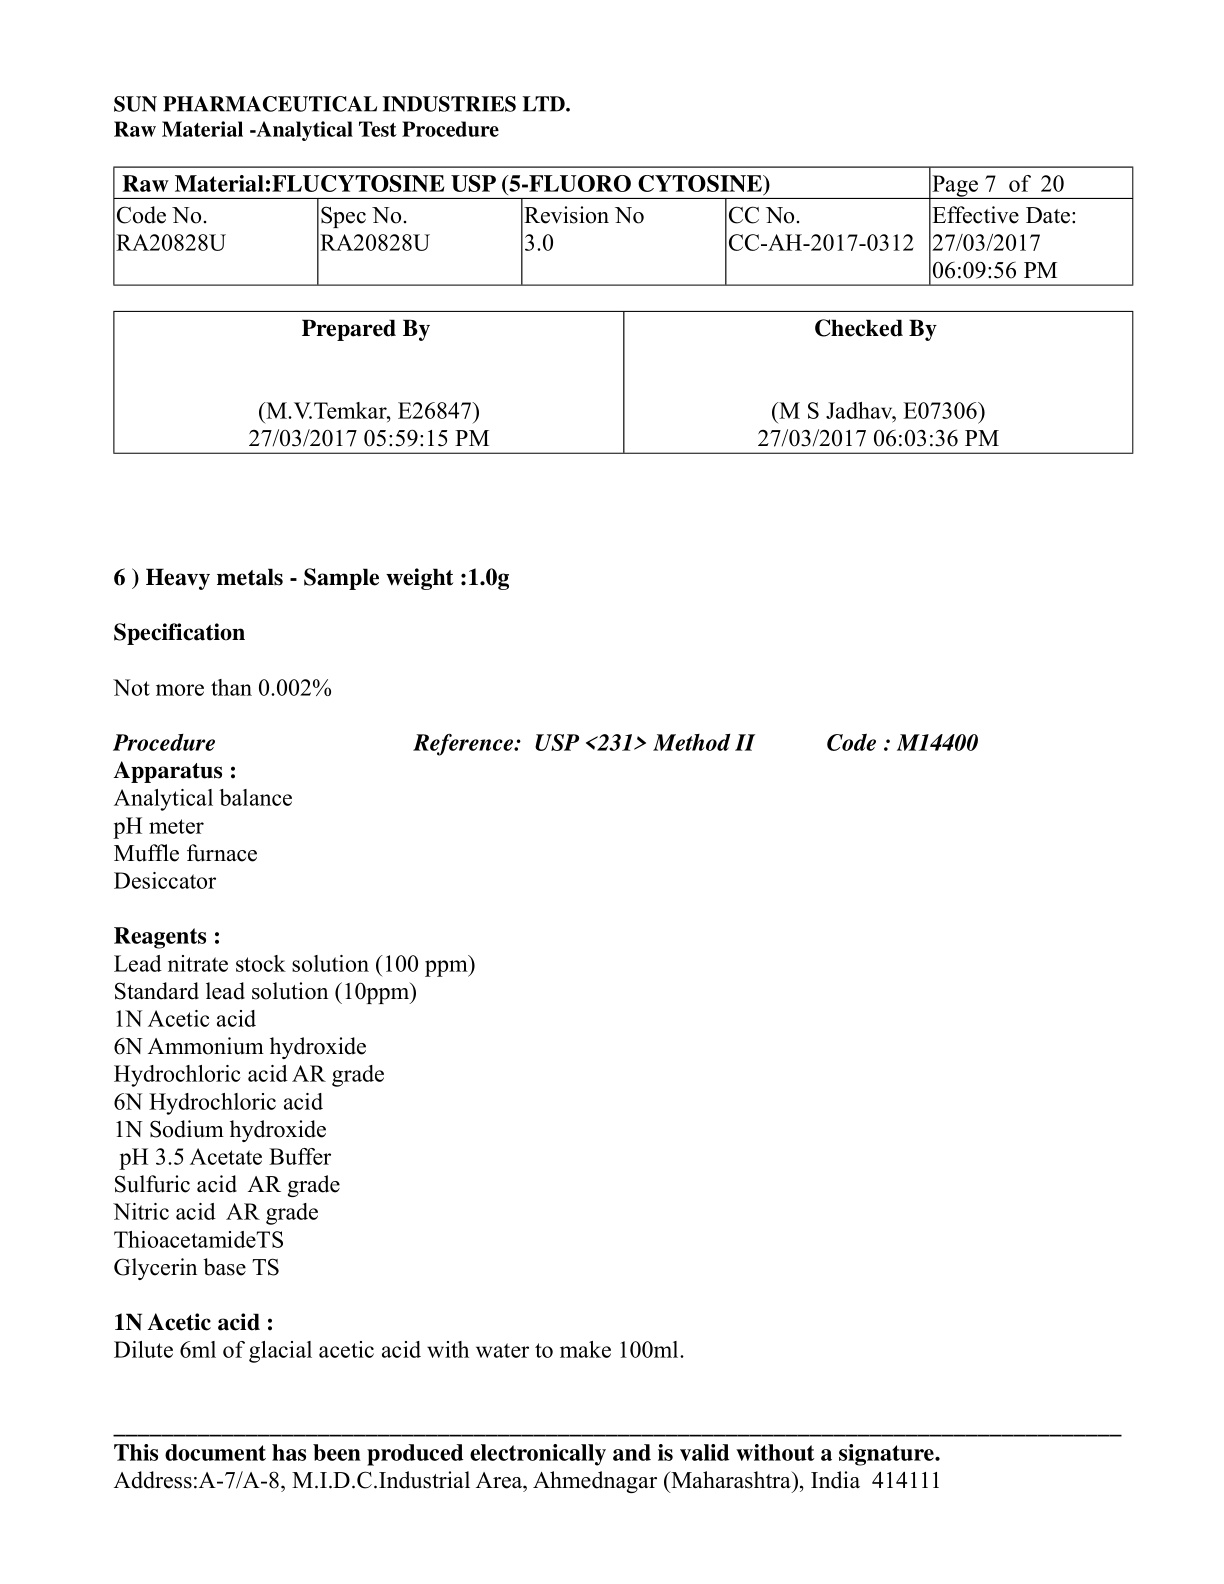 SUN PHARMACEUTICAL INDUSTRIES LTD.
Raw Material -Analytical Test Procedure
Raw Material:FLUCYTOSINE USP (5-FLUORO CYTOSINE) Page 7 of 20
Code No. Spec No. Revision No CC No. Effective Date:
RA20828U RA20828U 3.0 CC-AH-2017-0312 27/03/2017
06:09:56 PM
Prepared By Checked By
(M.V.Temkar, E26847) (M S Jadhav, E07306)
27/03/2017 05:59:15 PM 27/03/2017 06:03:36 PM
6 ) Heavy metals - Sample weight :1.0g
Specification
Not more than 0.002%
Procedure Reference: USP <231> Method II Code : M14400
Apparatus :
Analytical balance
pH meter
Muffle furnace
Desiccator
Reagents :
Lead nitrate stock solution (100 ppm)
Standard lead solution (10ppm)
1N Acetic acid
6N Ammonium hydroxide
Hydrochloric acid AR grade
6N Hydrochloric acid
1N Sodium hydroxide
pH 3.5 Acetate Buffer
Sulfuric acid AR grade
Nitric acid AR grade
ThioacetamideTS
Glycerin base TS
1N Acetic acid :
Dilute 6ml of glacial acetic acid with water to make 100ml.
This document has been produced electronically and is valid without a signature.
Address:A-7/A-8, M.I.D.C.Industrial Area, Ahmednagar (Maharashtra), India 414111